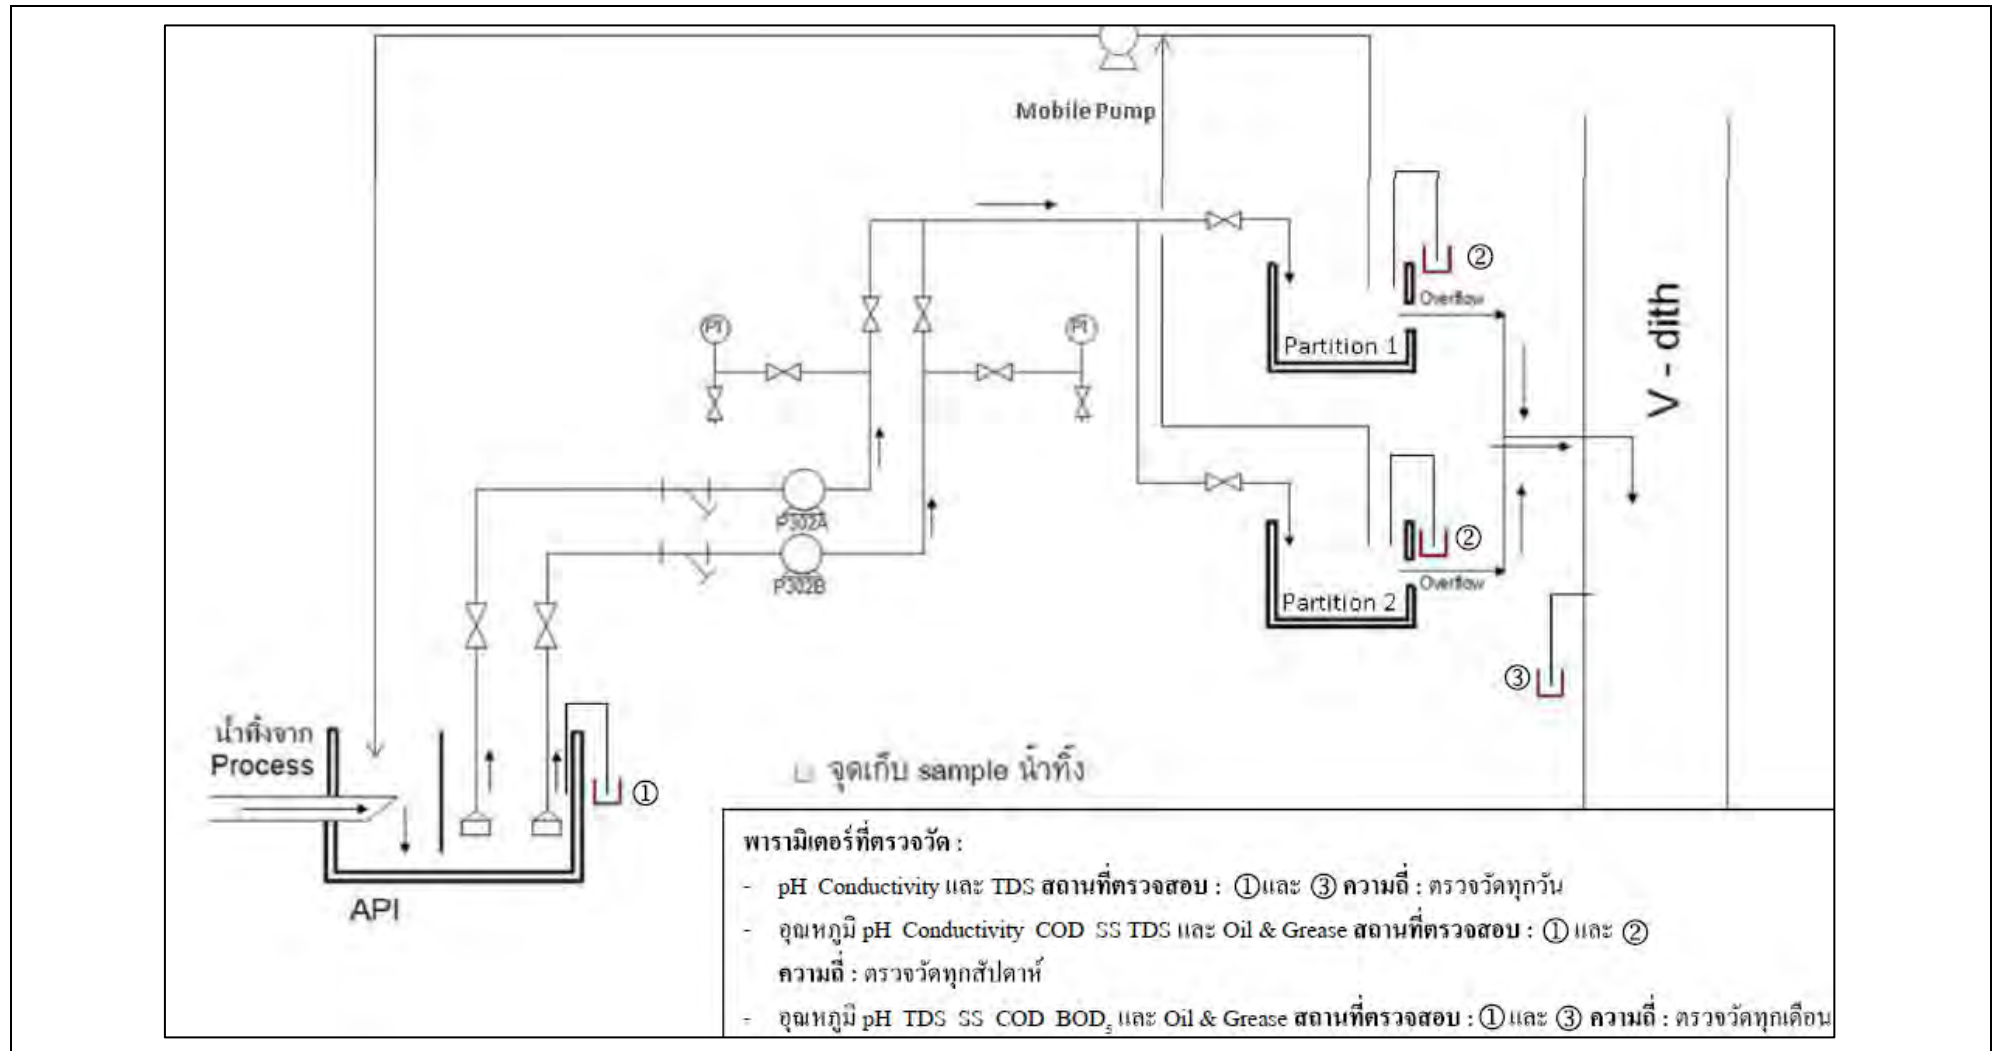 Mobile Pump
②
Overflow
PI
PI
Partition 1
V - dith
P302A
②
P302B
Overflow
Partition 2
③
น้ำทิ้งจาก
Process
①
จุดเก็บ sample น้ำทิ้ง
API
พารามิเตอร์ที่ตรวจวัด :
- pH Conductivity และ TDS สถานที่ตรวจสอบ : ①และ ③ ความถี่ : ตรวจวัดทุกวัน
- อุณหภูมิ pH Conductivity COD SS TDS และ Oil & Grease สถานที่ตรวจสอบ : ① และ ②
ความถี่ : ตรวจวัดทุกสัปดาห์
- อุณหภูมิ pH TDS SS COD BOD₅ และ Oil & Grease สถานที่ตรวจสอบ : ① และ ③ ความถี่ : ตรวจวัดทุกเดือน